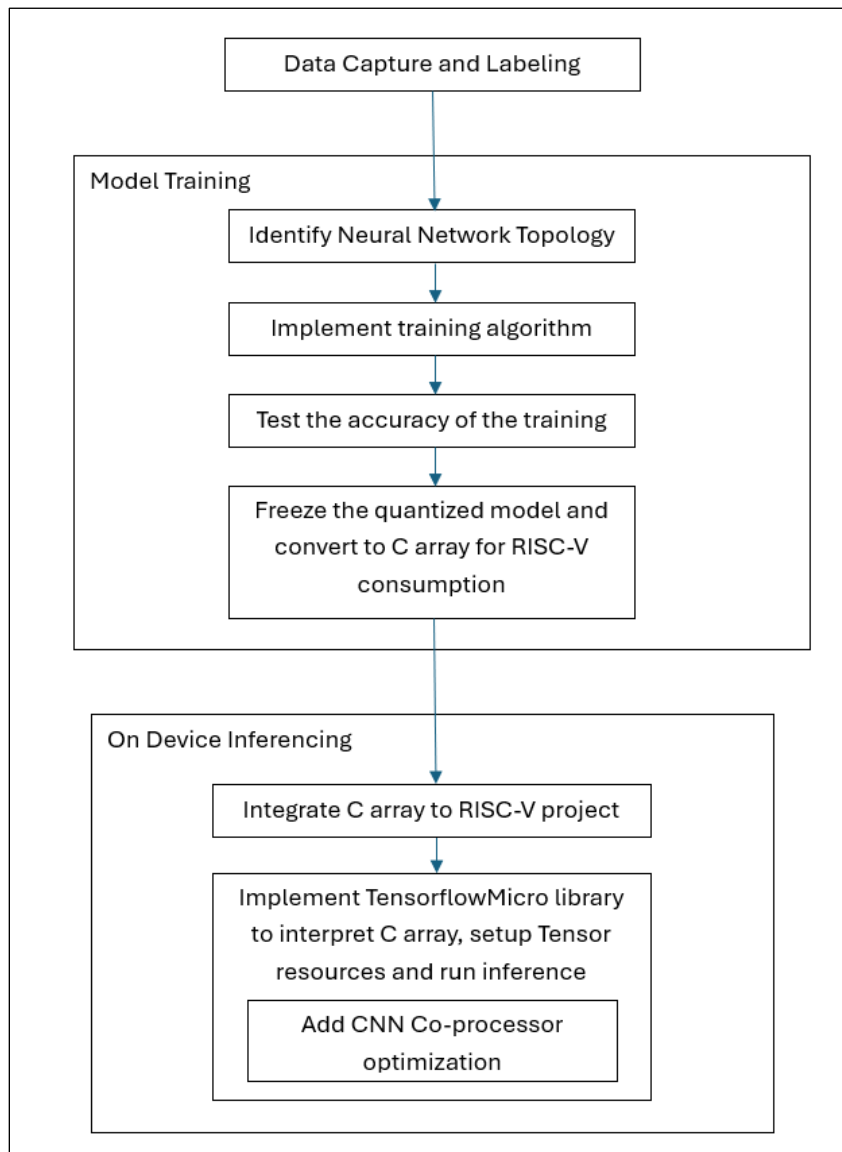 Data Capture and Labeling
Model Training
Identify Neural Network Topology
Implement training algorithm
Test the accuracy of the training
Freeze the quantized model and
convert to C array for RISC-V
consumption
On Device Inferencing
Integrate C array to RISC-V project
Implement TensorflowMicro library
to interpret C array, setup Tensor
resources and run inference
Add CNN Co-processor
optimization